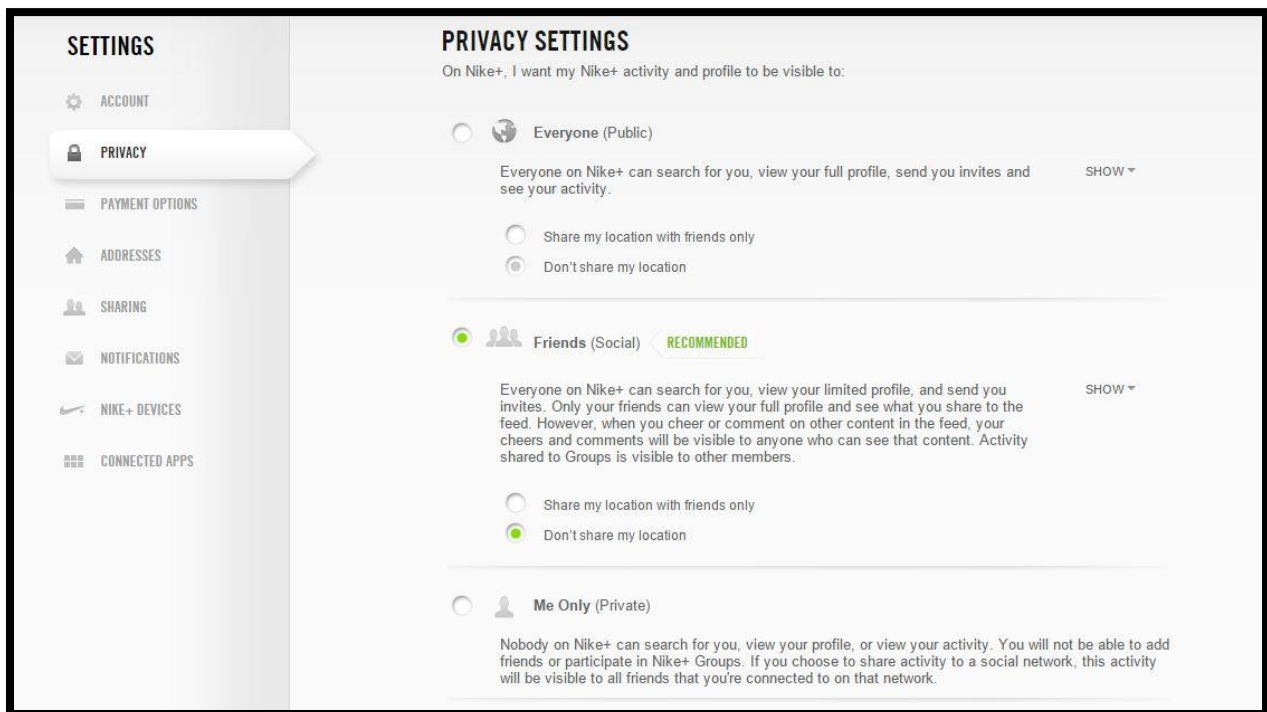 SETTINGS
ACCOUNT
PRIVACY
PAYMENT OPTIONS
ADDRESSES
SHARING
NOTIFICATIONS
NIKE+ DEVICES
CONNECTED APPS
PRIVACY SETTINGS
On Nike+, I want my Nike+ activity and profile to be visible to:
Everyone (Public)
Everyone on Nike+ can search for you, view your full profile, send you invites and
see your activity.
SHOW
Share my location with friends only
Don't share my location
Friends (Social) RECOMMENDED
Everyone on Nike+ can search for you, view your limited profile, and send you
invites. Only your friends can view your full profile and see what you share to the
feed. However, when you cheer or comment on other content in the feed, your
cheers and comments will be visible to anyone who can see that content. Activity
shared to Groups is visible to other members.
SHOW
Share my location with friends only
Don't share my location
Me Only (Private)
Nobody on Nike+ can search for you, view your profile, or view your activity. You will not be able to add
friends or participate in Nike+ Groups. If you choose to share activity to a social network, this activity
will be visible to all friends that you're connected to on that network.